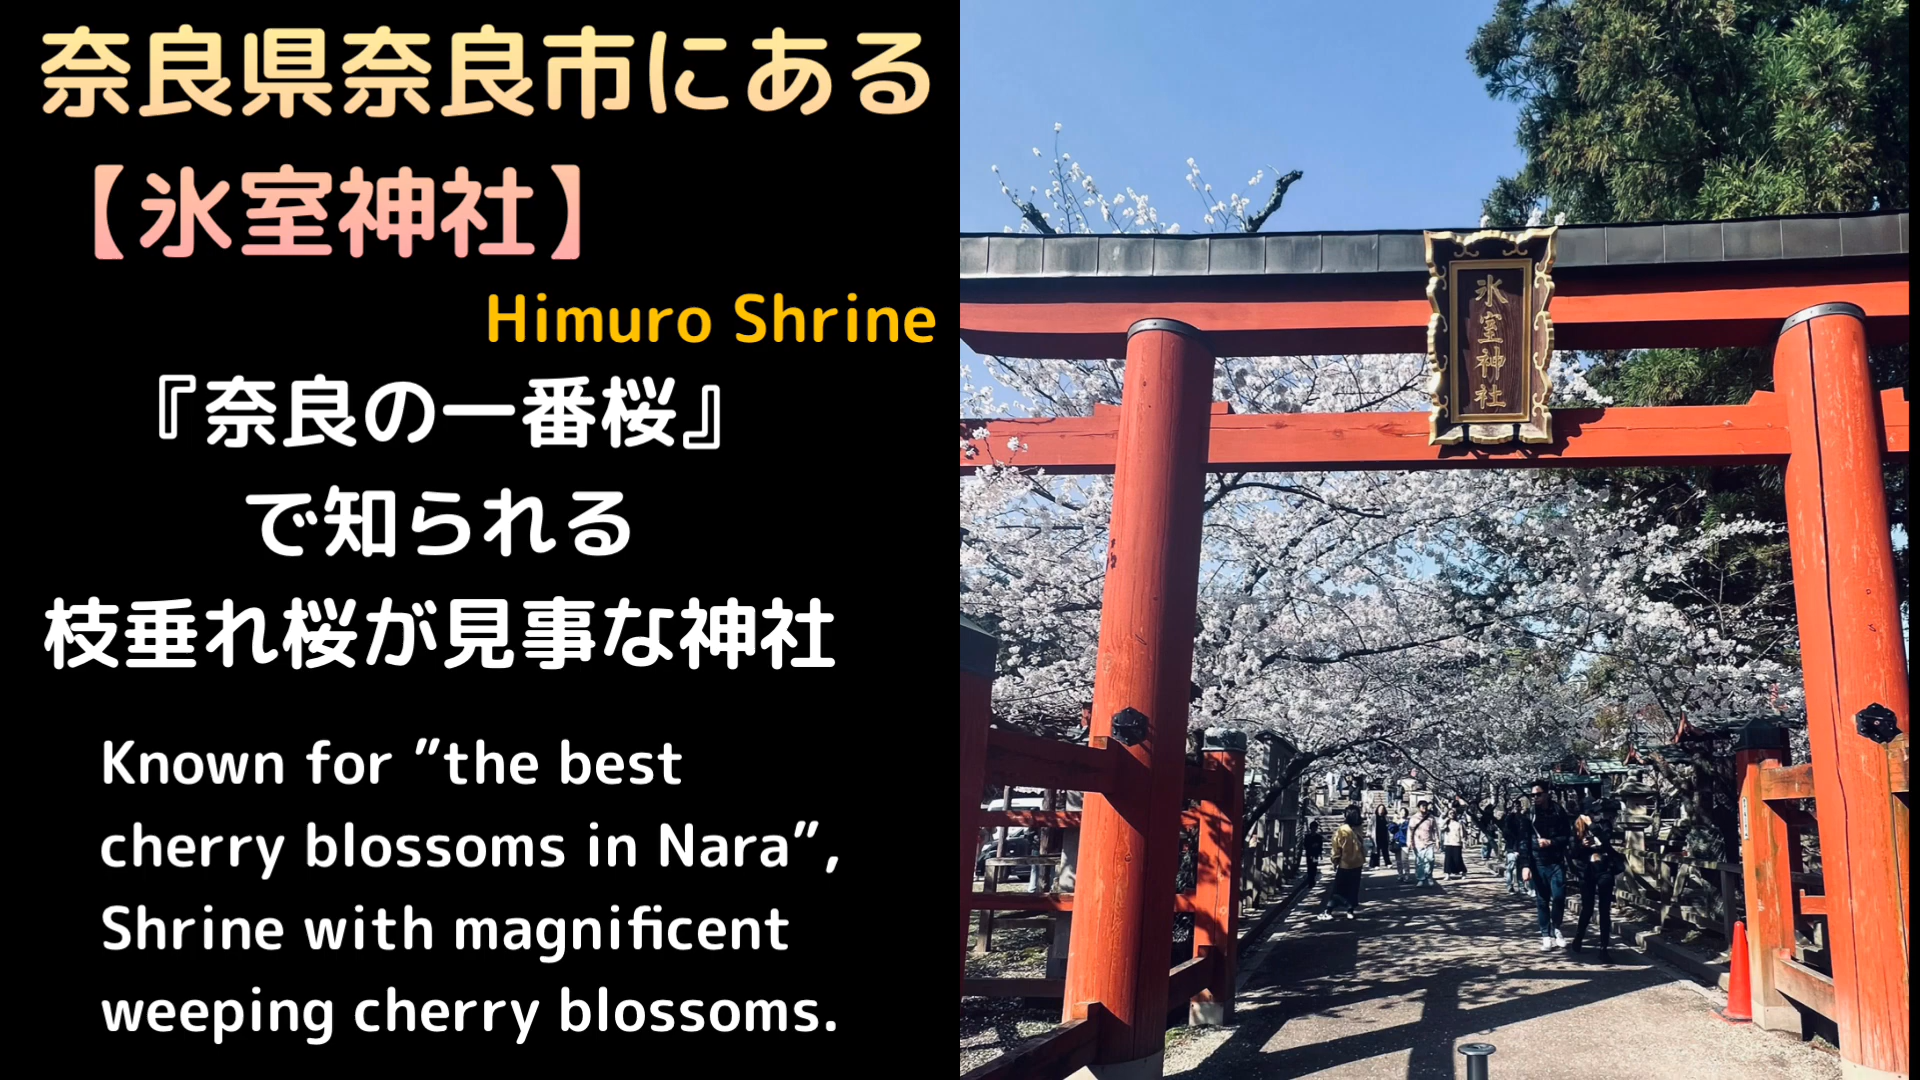 奈良県奈良市にある
【氷室神社】
Himuro Shrine
『奈良の一番桜』
で知られる
枝垂れ桜が見事な神社
Known for ”the best
cherry blossoms in Nara”,
Shrine with magnificent
weeping cherry blossoms.
氷室神社